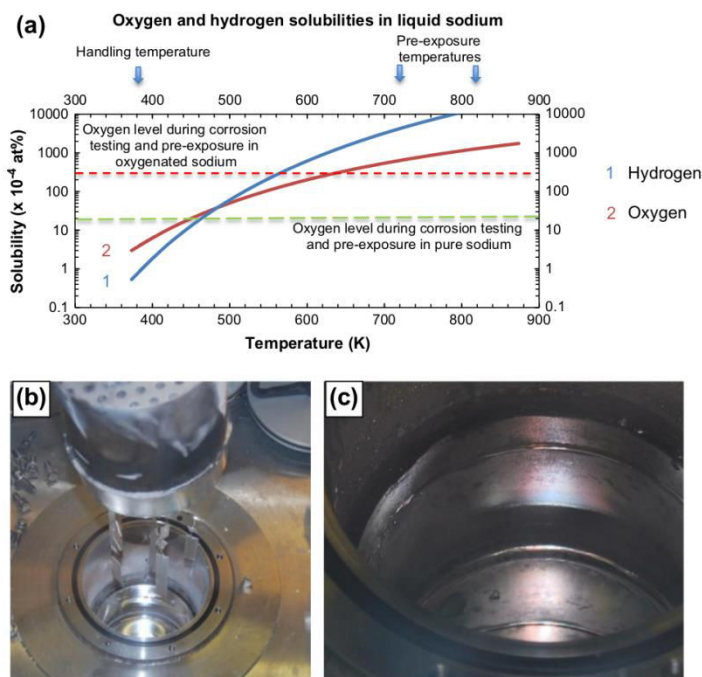 Oxygen and hydrogen solubilities in liquid sodium
(a)
Handling temperature
Pre-exposure
temperatures
300 400 500 600 700 800 900
10000 10000
Oxygen level during corrosion
testing and pre-exposure in
oxygenated sodium
1000 1000
100 100
10 10
1 1
0.1 0.1
Oxygen level during corrosion testing
and pre-exposure in pure sodium
2
1
1 Hydrogen
2 Oxygen
Solubility (x 10⁻⁴ at%)
300 400 500 600 700 800 900
Temperature (K)
(b)
(c)